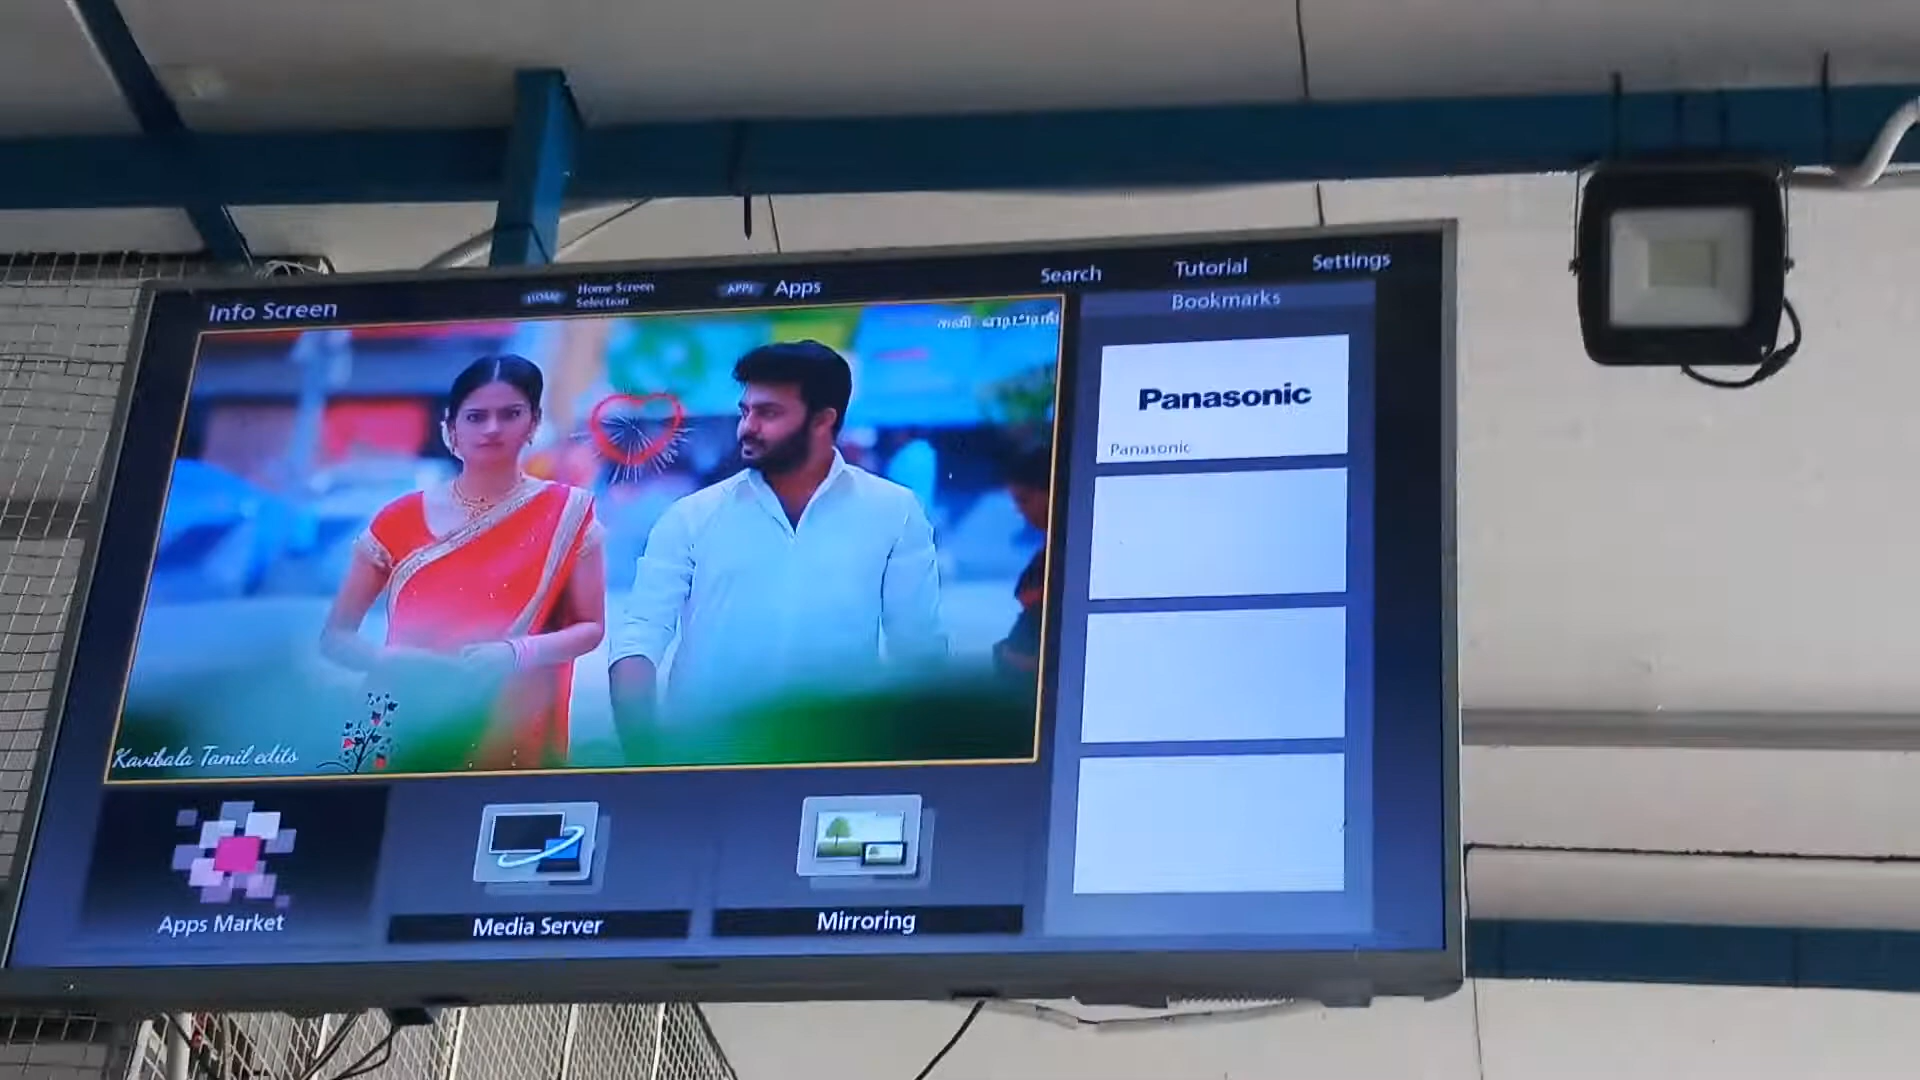 Info Screen
HOME
Home Screen
Selection
APPS
Apps
Search
Tutorial
Settings
Bookmarks
Panasonic
Panasonic
Kavibala Tamil edits
Apps Market
Media Server
Mirroring